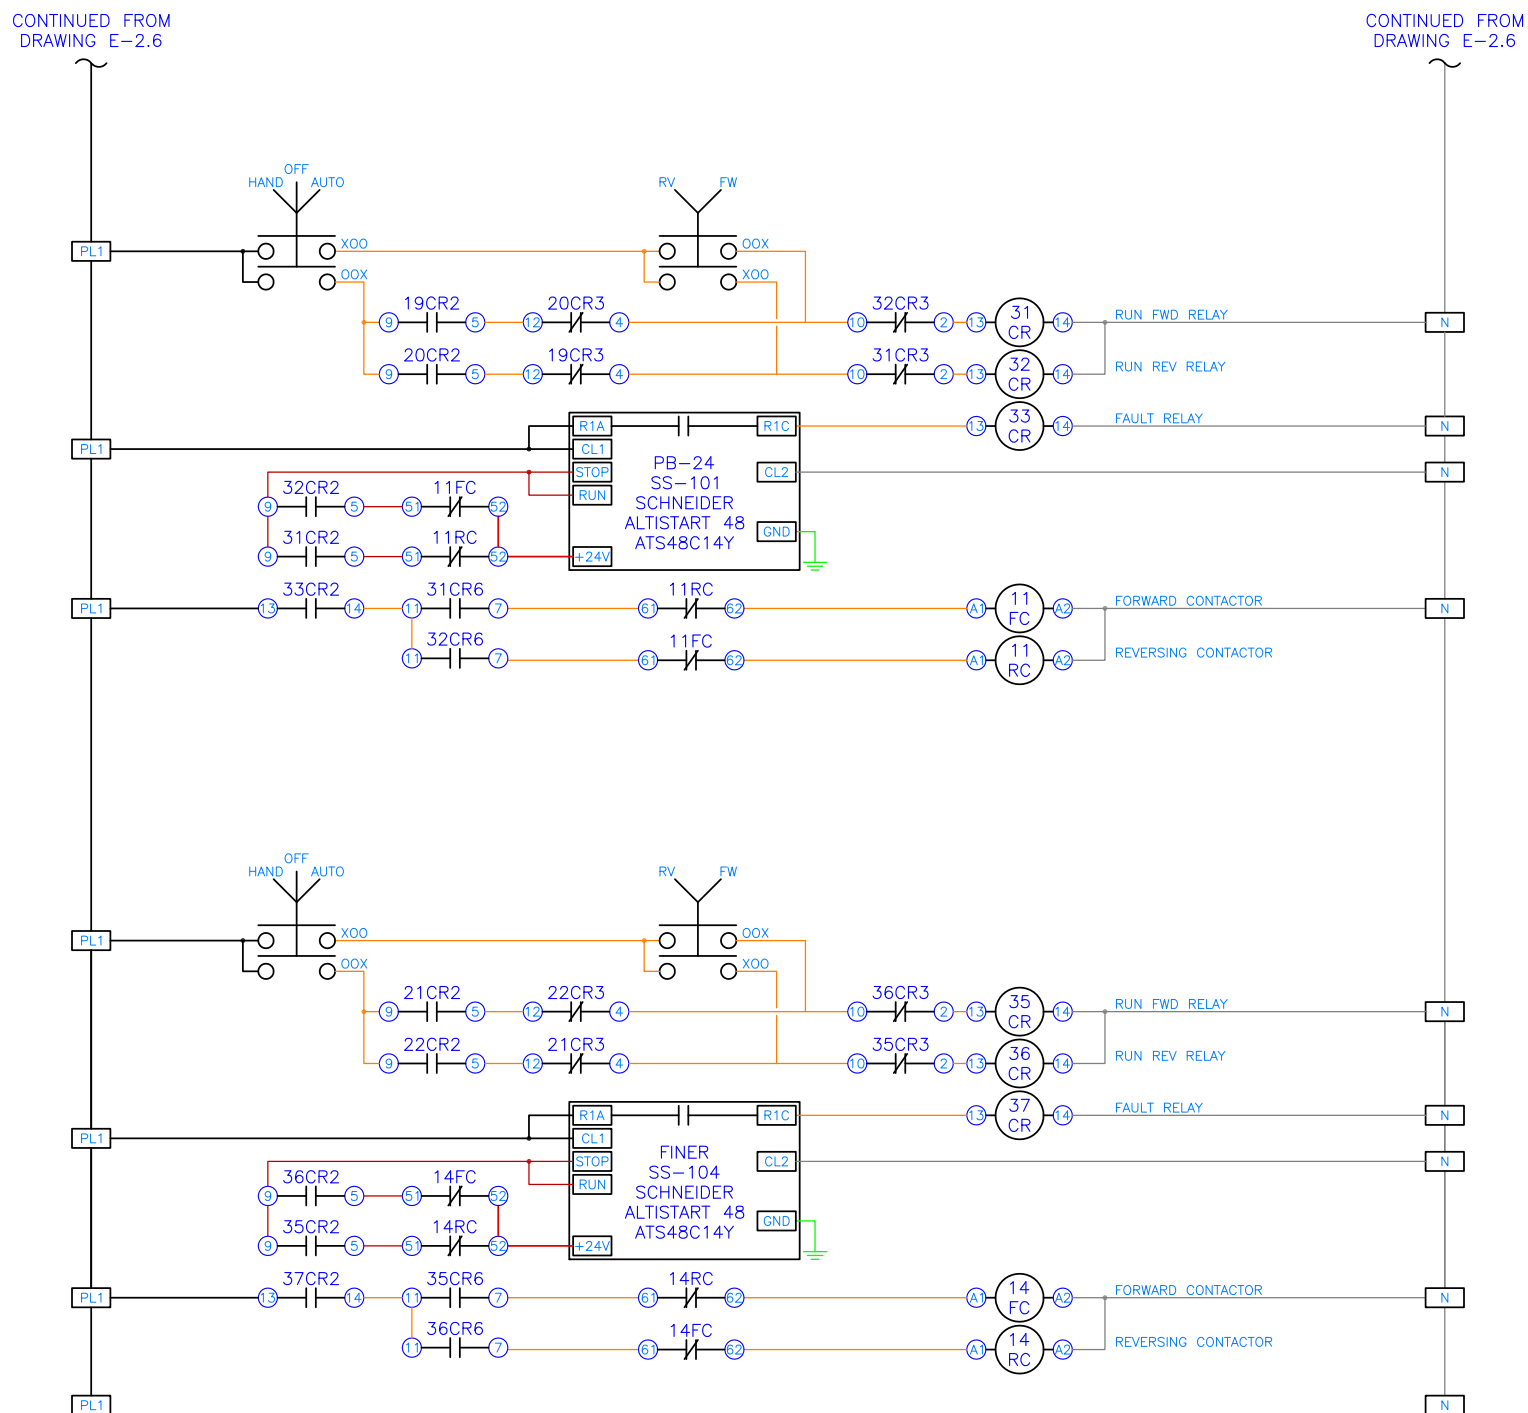 CONTINUED FROM
DRAWING E-2.6
CONTINUED FROM
DRAWING E-2.6
HAND OFF AUTO
RV FW
PL1 XOO OOX
OOX XOO
19CR2 20CR3 32CR3 31 CR RUN FWD RELAY
9 5 12 4 10 2 13 14 N
20CR2 19CR3 31CR3 32 CR RUN REV RELAY
9 5 12 4 10 2 13 14
R1A R1C 13 33 CR 14 FAULT RELAY N
PL1 CL1
PB-24
STOP CL2 N
SS-101
32CR2 11FC RUN SCHNEIDER
9 5 51 52
ALTISTART 48
GND
31CR2 11RC ATS48C14Y
9 5 51 52 +24V
33CR2 31CR6 11RC 11 FC FORWARD CONTACTOR
PL1 13 14 11 7 61 62 A1 A2 N
32CR6 11FC 11 RC REVERSING CONTACTOR
11 7 61 62 A1 A2
HAND OFF AUTO
RV FW
PL1 XOO OOX
OOX XOO
21CR2 22CR3 36CR3 35 CR RUN FWD RELAY
9 5 12 4 10 2 13 14 N
22CR2 21CR3 35CR3 36 CR RUN REV RELAY
9 5 12 4 10 2 13 14
R1A R1C 13 37 CR 14 FAULT RELAY N
PL1 CL1
FINER
STOP CL2 N
SS-104
36CR2 14FC RUN SCHNEIDER
9 5 51 52
ALTISTART 48
GND
35CR2 14RC ATS48C14Y
9 5 51 52 +24V
37CR2 35CR6 14RC 14 FC FORWARD CONTACTOR
PL1 13 14 11 7 61 62 A1 A2 N
36CR6 14FC 14 RC REVERSING CONTACTOR
11 7 61 62 A1 A2
PL1 N